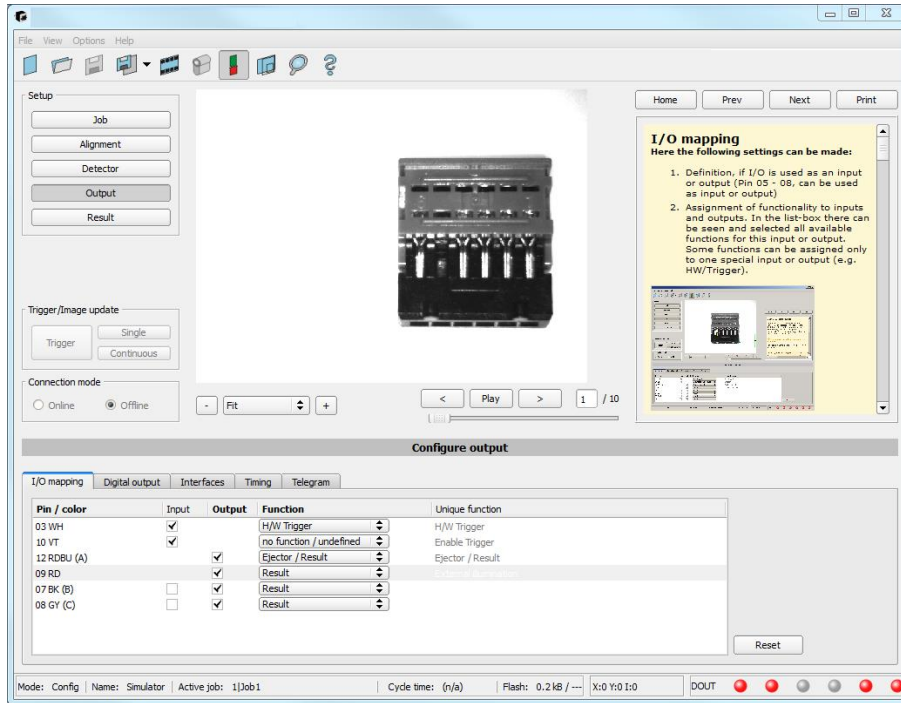 File View Options Help
Setup
Job
Alignment
Detector
Output
Result
Trigger/Image update
Trigger
Single
Continuous
Connection mode
Online Offline
- Fit +
< Play > 1 / 10
Home Prev Next Print
I/O mapping
Here the following settings can be made:
1. Definition, if I/O is used as an input
or output (Pin 05 - 08, can be used
as input or output)
2. Assignment of functionality to inputs
and outputs. In the list-box there can
be seen and selected all available
functions for this input or output.
Some functions can be assigned only
to one special input or output (e.g.
HW/Trigger).
Configure output
I/O mapping Digital output Interfaces Timing Telegram
Pin / color Input Output Function Unique function
03 WH H/W Trigger H/W Trigger
10 VT no function / undefined Enable Trigger
12 RDBU (A) Ejector / Result Ejector / Result
09 RD Result External illumination
07 BK (B) Result
08 GY (C) Result
Reset
Mode: Config Name: Simulator Active job: 1|Job1 Cycle time: (n/a) Flash: 0.2 kB / --- X:0 Y:0 I:0 DOUT